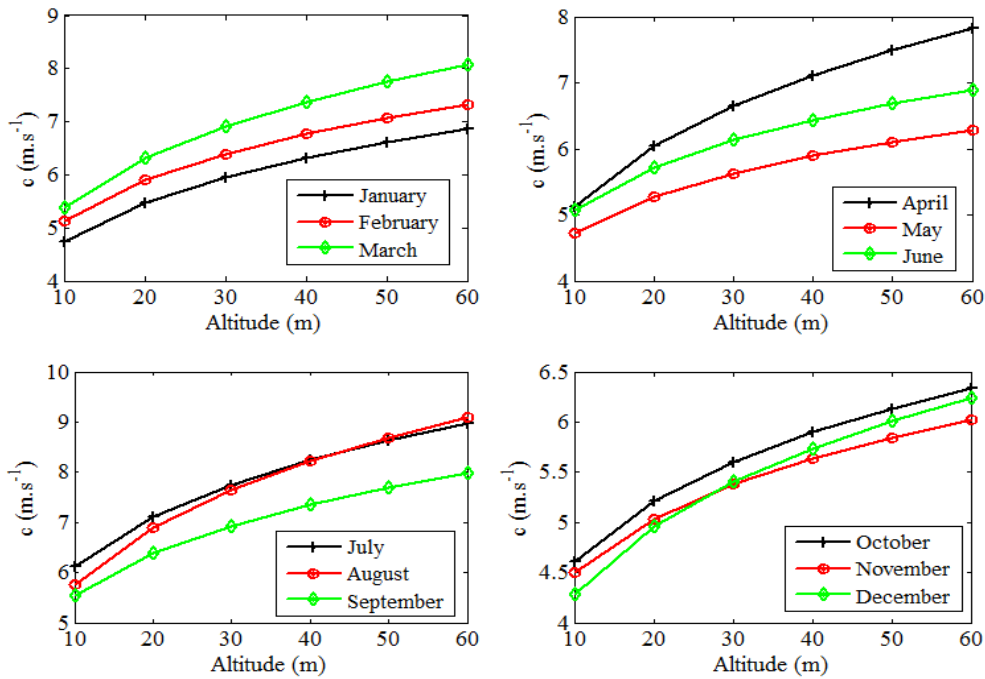 9
8
7
6
5
4
c (m.s-1)
10 20 30 40 50 60
Altitude (m)
January
February
March
8
7
6
5
4
c (m.s-1)
10 20 30 40 50 60
Altitude (m)
April
May
June
10
9
8
7
6
5
c (m.s-1)
10 20 30 40 50 60
Altitude (m)
July
August
September
6.5
6
5.5
5
4.5
4
c (m.s-1)
10 20 30 40 50 60
Altitude (m)
October
November
December